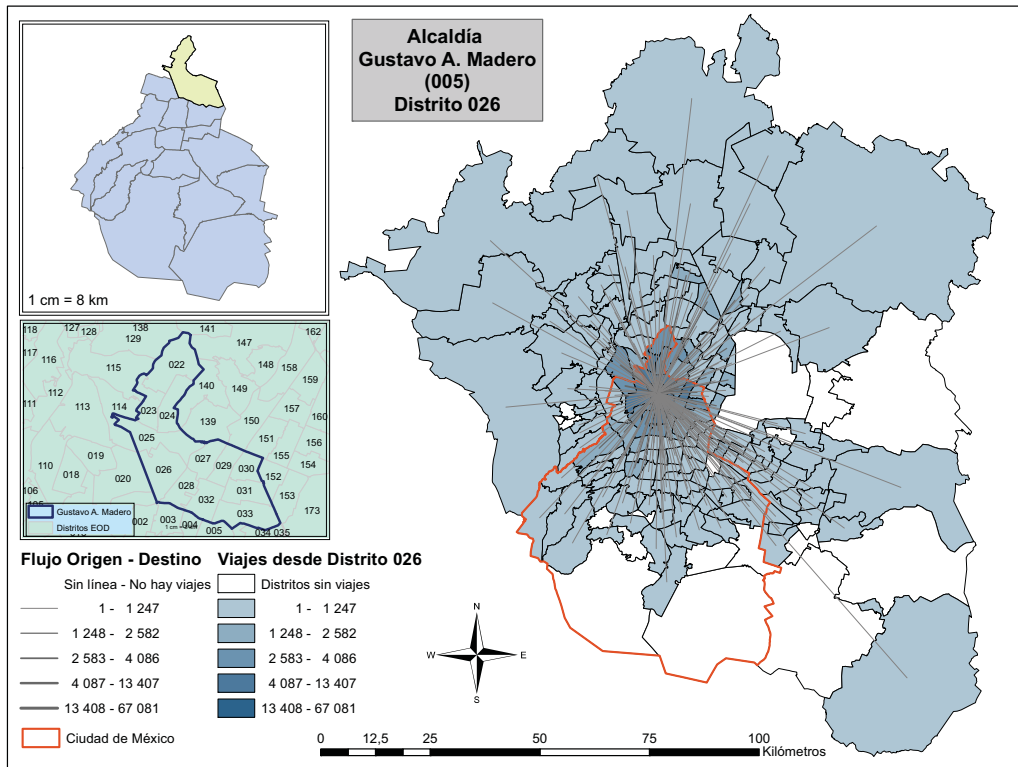 Alcaldía
Gustavo A. Madero
(005)
Distrito 026
1 cm = 8 km
118 127 128 138 141 162
129 147
117 116 115 022 148 158
140 149 159
112
111 113 114 023 024 157 160
139 150
025 151 156
110 019 027 155
018 020 026 029 030 152 154
106 028 031 153
032
002 003 004 005 033 173
034 035
Gustavo A. Madero
Distritos EOD
Flujo Origen - Destino
Sin línea - No hay viajes
1 - 1 247
1 248 - 2 582
2 583 - 4 086
4 087 - 13 407
13 408 - 67 081
Ciudad de México
Viajes desde Distrito 026
Distritos sin viajes
1 - 1 247
1 248 - 2 582
2 583 - 4 086
4 087 - 13 407
13 408 - 67 081
N
W E
S
0 12,5 25 50 75 100
Kilómetros